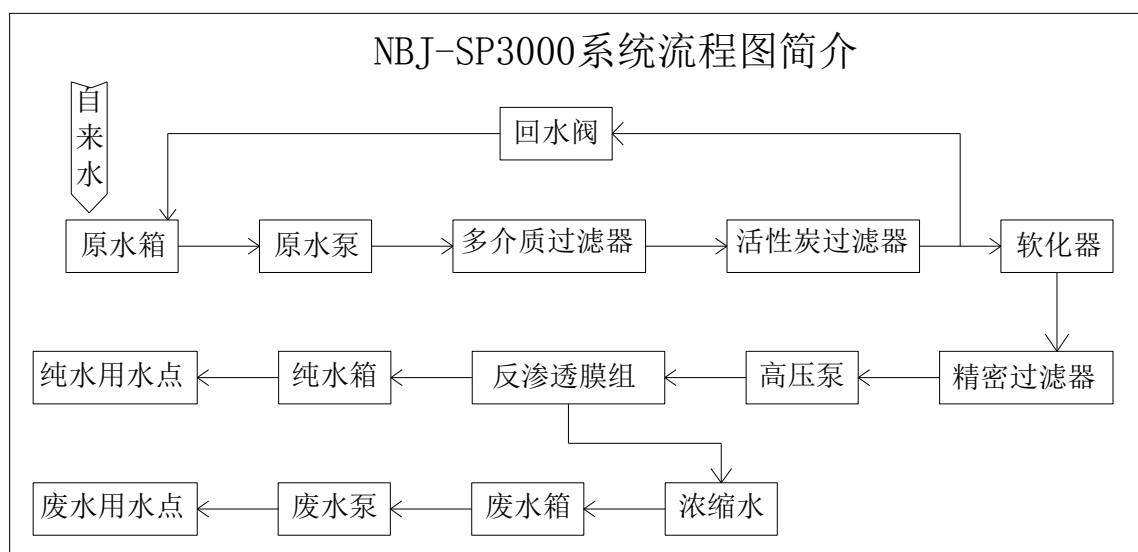 NBJ-SP3000系统流程图简介
自来水
回水阀
原水箱
原水泵
多介质过滤器
活性炭过滤器
软化器
纯水用水点
纯水箱
反渗透膜组
高压泵
精密过滤器
废水用水点
废水泵
废水箱
浓缩水